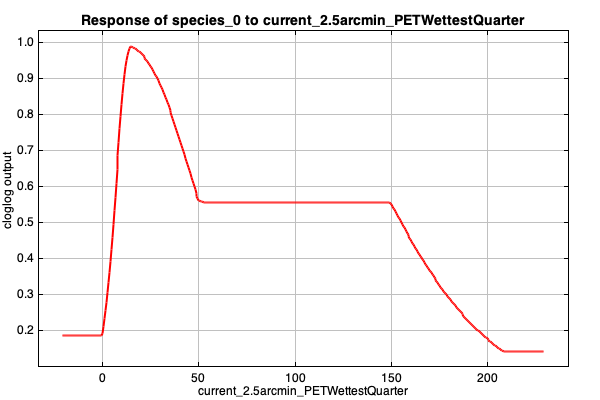 Response of species_0 to current_2.5arcmin_PETWettestQuarter
1.0
0.9
0.8
0.7
0.6
0.5
0.4
0.3
0.2
cloglog output
0 50 100 150 200
current_2.5arcmin_PETWettestQuarter